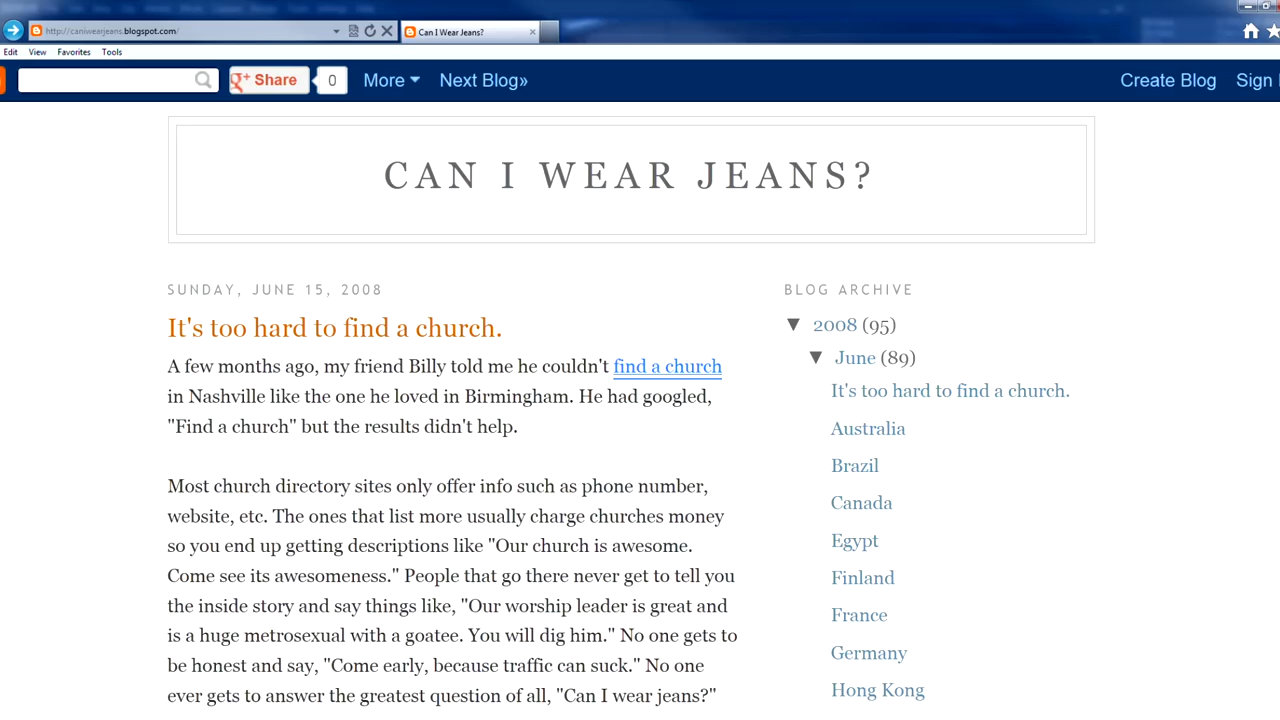 http://caniwearjeans.blogspot.com/
Can I Wear Jeans?
Edit View Favorites Tools
Share 0 More Next Blog» Create Blog Sign
CAN I WEAR JEANS?
SUNDAY, JUNE 15, 2008
It's too hard to find a church.
A few months ago, my friend Billy told me he couldn't find a church
in Nashville like the one he loved in Birmingham. He had googled,
"Find a church" but the results didn't help.
Most church directory sites only offer info such as phone number,
website, etc. The ones that list more usually charge churches money
so you end up getting descriptions like "Our church is awesome.
Come see its awesomeness." People that go there never get to tell you
the inside story and say things like, "Our worship leader is great and
is a huge metrosexual with a goatee. You will dig him." No one gets to
be honest and say, "Come early, because traffic can suck." No one
ever gets to answer the greatest question of all, "Can I wear jeans?"
BLOG ARCHIVE
▼ 2008 (95)
▼ June (89)
It's too hard to find a church.
Australia
Brazil
Canada
Egypt
Finland
France
Germany
Hong Kong